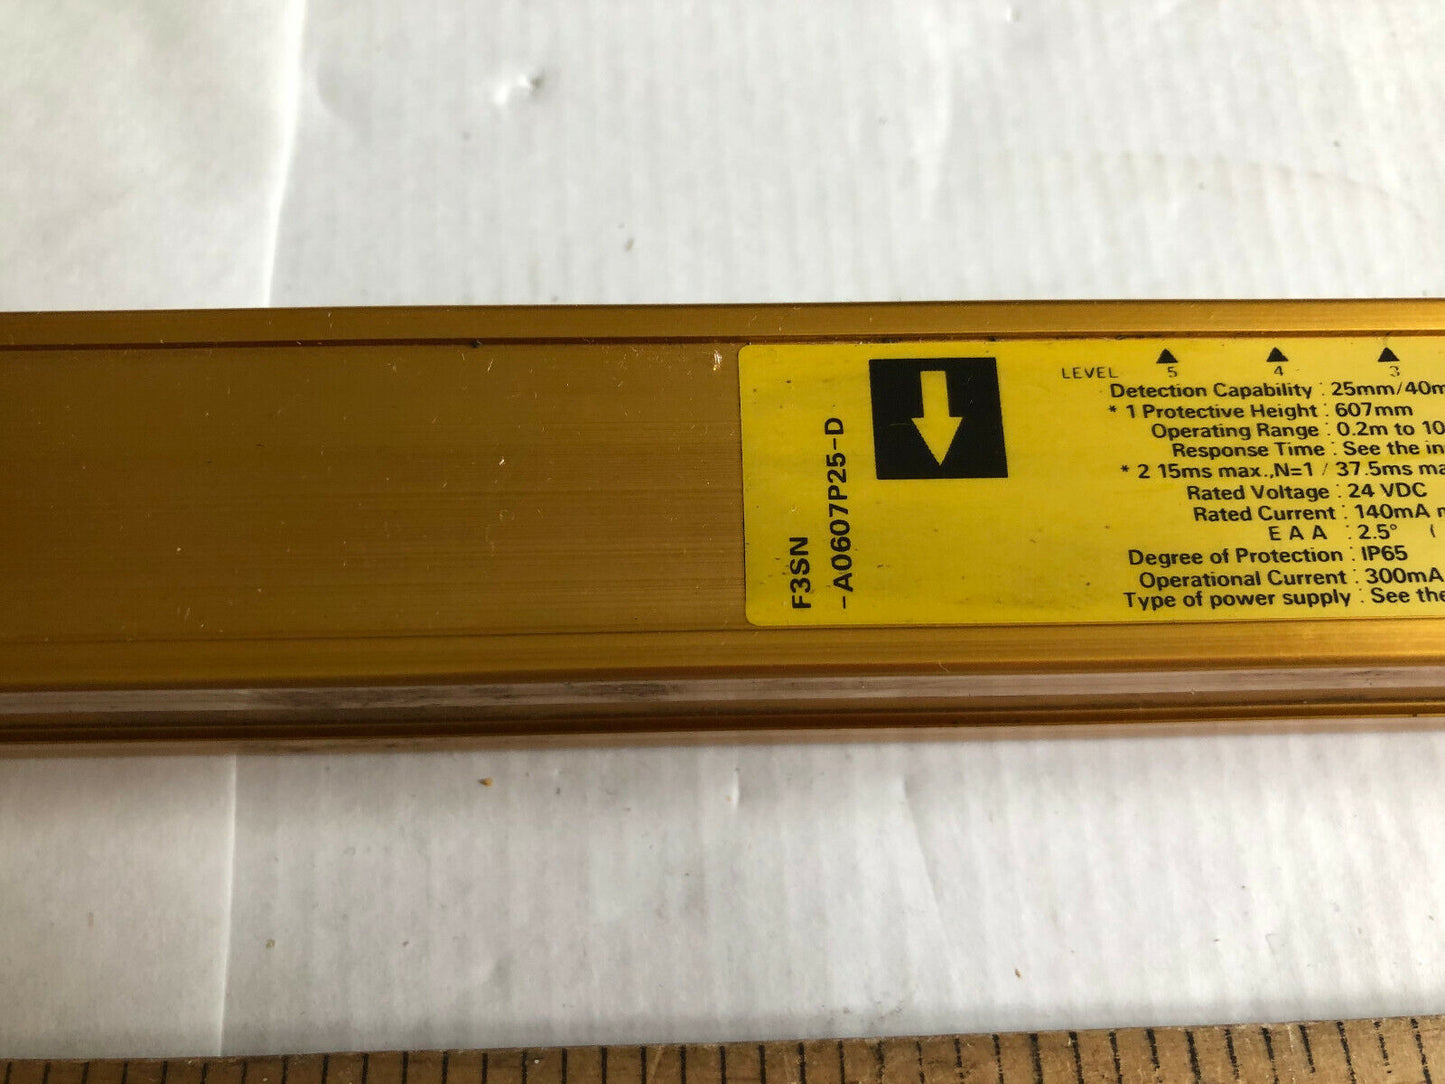 F3SN
-A0607P25-D
LEVEL 5 4 3
Detection Capability : 25mm/40m
* 1 Protective Height : 607mm
Operating Range : 0.2m to 10
Response Time : See the in
* 2 15ms max.,N=1 / 37.5ms ma
Rated Voltage : 24 VDC
Rated Current : 140mA m
E A A : 2.5° (
Degree of Protection : IP65
Operational Current : 300mA
Type of power supply : See the